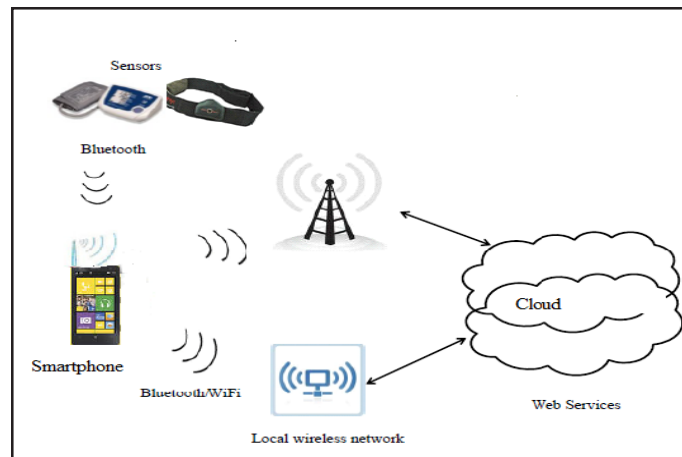 Sensors
Bluetooth
Cloud
Smartphone
Bluetooth/WiFi
Web Services
Local wireless network